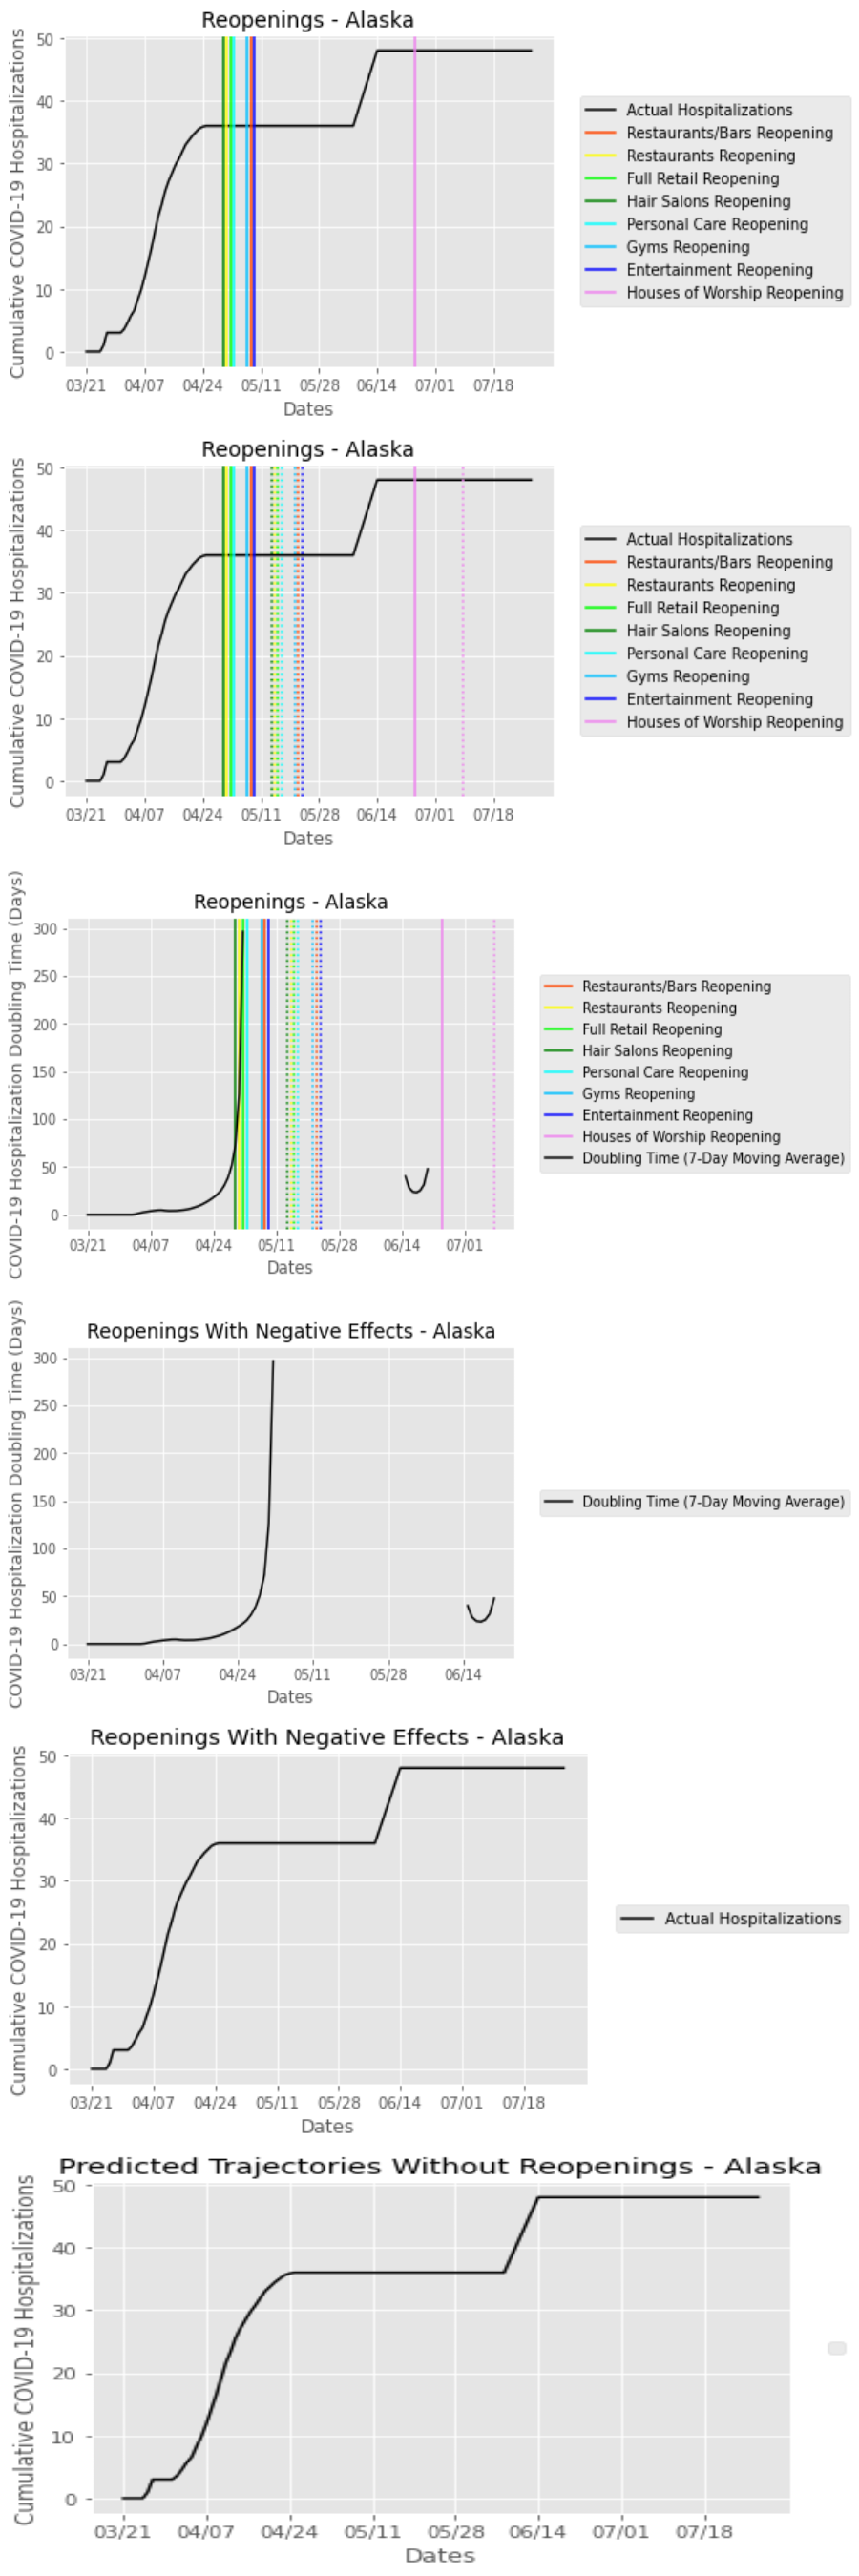 Reopenings - Alaska
Cumulative COVID-19 Hospitalizations
50
40
30
20
10
0
03/21 04/07 04/24 05/11 05/28 06/14 07/01 07/18
Dates
Actual Hospitalizations
Restaurants/Bars Reopening
Restaurants Reopening
Full Retail Reopening
Hair Salons Reopening
Personal Care Reopening
Gyms Reopening
Entertainment Reopening
Houses of Worship Reopening
Reopenings - Alaska
Cumulative COVID-19 Hospitalizations
50
40
30
20
10
0
03/21 04/07 04/24 05/11 05/28 06/14 07/01 07/18
Dates
Actual Hospitalizations
Restaurants/Bars Reopening
Restaurants Reopening
Full Retail Reopening
Hair Salons Reopening
Personal Care Reopening
Gyms Reopening
Entertainment Reopening
Houses of Worship Reopening
Reopenings - Alaska
COVID-19 Hospitalization Doubling Time (Days)
300
250
200
150
100
50
0
03/21 04/07 04/24 05/11 05/28 06/14 07/01
Dates
Restaurants/Bars Reopening
Restaurants Reopening
Full Retail Reopening
Hair Salons Reopening
Personal Care Reopening
Gyms Reopening
Entertainment Reopening
Houses of Worship Reopening
Doubling Time (7-Day Moving Average)
Reopenings With Negative Effects - Alaska
COVID-19 Hospitalization Doubling Time (Days)
300
250
200
150
100
50
0
03/21 04/07 04/24 05/11 05/28 06/14
Dates
Doubling Time (7-Day Moving Average)
Reopenings With Negative Effects - Alaska
Cumulative COVID-19 Hospitalizations
50
40
30
20
10
0
03/21 04/07 04/24 05/11 05/28 06/14 07/01 07/18
Dates
Actual Hospitalizations
Predicted Trajectories Without Reopenings - Alaska
Cumulative COVID-19 Hospitalizations
50
40
30
20
10
0
03/21 04/07 04/24 05/11 05/28 06/14 07/01 07/18
Dates